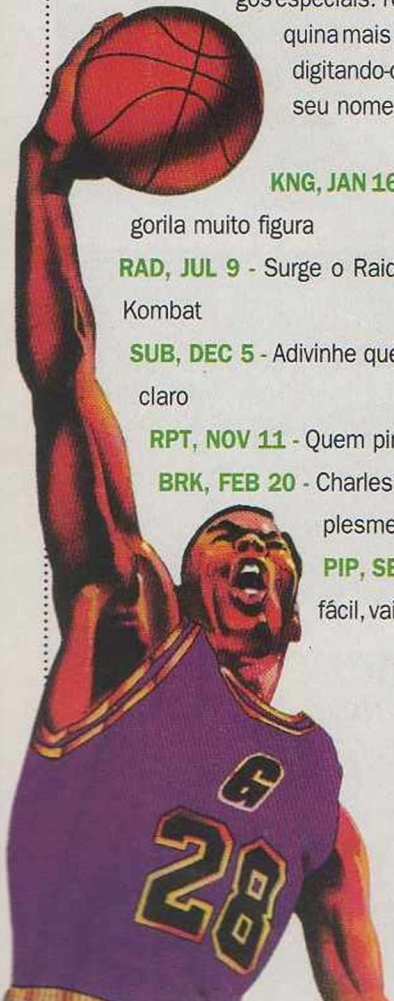 gos especiais.
quina mais
digitando-
seu nome
KNG, JAN 16
gorila muito figura
RAD, JUL 9 - Surge o Raid
Kombat
SUB, DEC 5 - Adivinhe que
claro
RPT, NOV 11 - Quem pi
BRK, FEB 20 - Charles
plesme
PIP, SE
fácil, vai
G
28